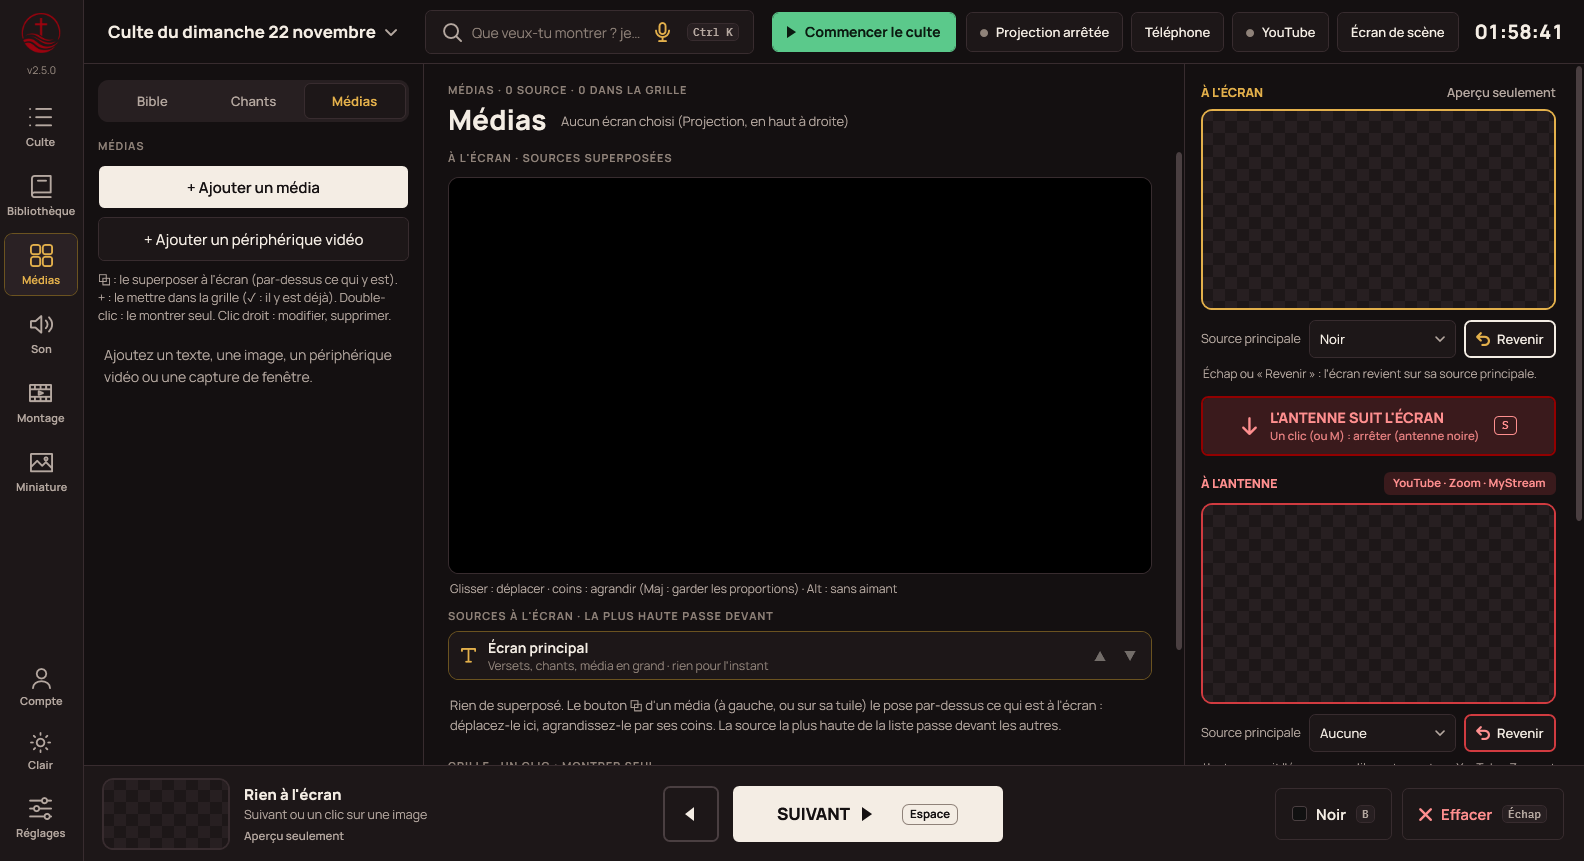 Culte du dimanche 22 novembre
Que veux-tu montrer ? je...
Ctrl K
Commencer le culte
Projection arrêtée
Téléphone
YouTube
Écran de scène
01:58:41
v2.5.0
Culte
Bibliothèque
Médias
Son
Montage
Miniature
Compte
Clair
Réglages
Bible
Chants
Médias
MÉDIAS
+ Ajouter un média
+ Ajouter un périphérique vidéo
: le superposer à l'écran (par-dessus ce qui y est).
+ : le mettre dans la grille (✓ : il y est déjà). Double-
clic : le montrer seul. Clic droit : modifier, supprimer.
Ajoutez un texte, une image, un périphérique
vidéo ou une capture de fenêtre.
MÉDIAS · 0 SOURCE · 0 DANS LA GRILLE
Médias
Aucun écran choisi (Projection, en haut à droite)
À L'ÉCRAN · SOURCES SUPERPOSÉES
Glisser : déplacer · coins : agrandir (Maj : garder les proportions) · Alt : sans aimant
SOURCES À L'ÉCRAN · LA PLUS HAUTE PASSE DEVANT
Écran principal
Versets, chants, média en grand · rien pour l'instant
Rien de superposé. Le bouton d'un média (à gauche, ou sur sa tuile) le pose par-dessus ce qui est à l'écran :
déplacez-le ici, agrandissez-le par ses coins. La source la plus haute de la liste passe devant les autres.
GRILLE · UN CLIC : MONTRER SEUL
À L'ÉCRAN
Aperçu seulement
Source principale
Noir
Revenir
Échap ou « Revenir » : l'écran revient sur sa source principale.
L'ANTENNE SUIT L'ÉCRAN
Un clic (ou M) : arrêter (antenne noire)
S
À L'ANTENNE
YouTube · Zoom · MyStream
Source principale
Aucune
Revenir
Rien à l'écran
Suivant ou un clic sur une image
Aperçu seulement
SUIVANT
Espace
Noir
B
Effacer
Échap